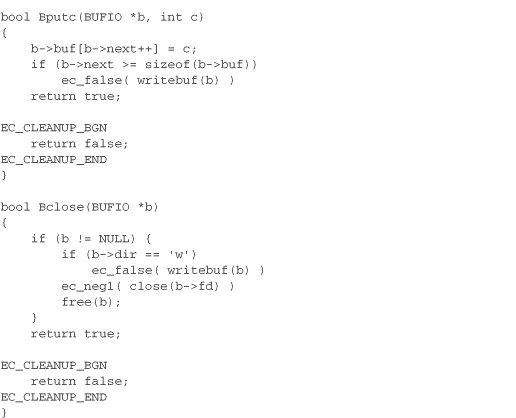 bool Bputc(BUFIO *b, int c)
{
    b->buf[b->next++] = c;
    if (b->next >= sizeof(b->buf))
        ec_false( writebuf(b) )
    return true;

EC_CLEANUP_BGN
    return false;
EC_CLEANUP_END
}

bool Bclose(BUFIO *b)
{
    if (b != NULL) {
        if (b->dir == 'w')
            ec_false( writebuf(b) )
        ec_neg1( close(b->fd) )
        free(b);
    }
    return true;

EC_CLEANUP_BGN
    return false;
EC_CLEANUP_END
}